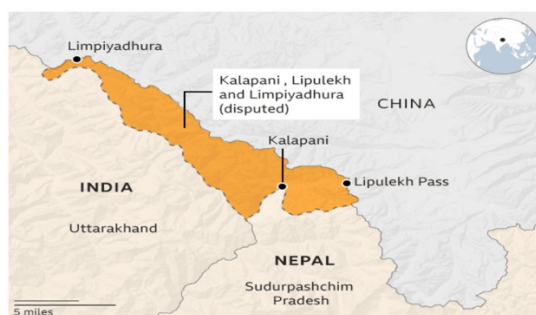 Limpiyadhura
Kalapani , Lipulekh
and Limpiyadhura
(disputed)
CHINA
Kalapani
Lipulekh Pass
INDIA
Uttarakhand
NEPAL
Sudurpashchim
Pradesh
5 miles